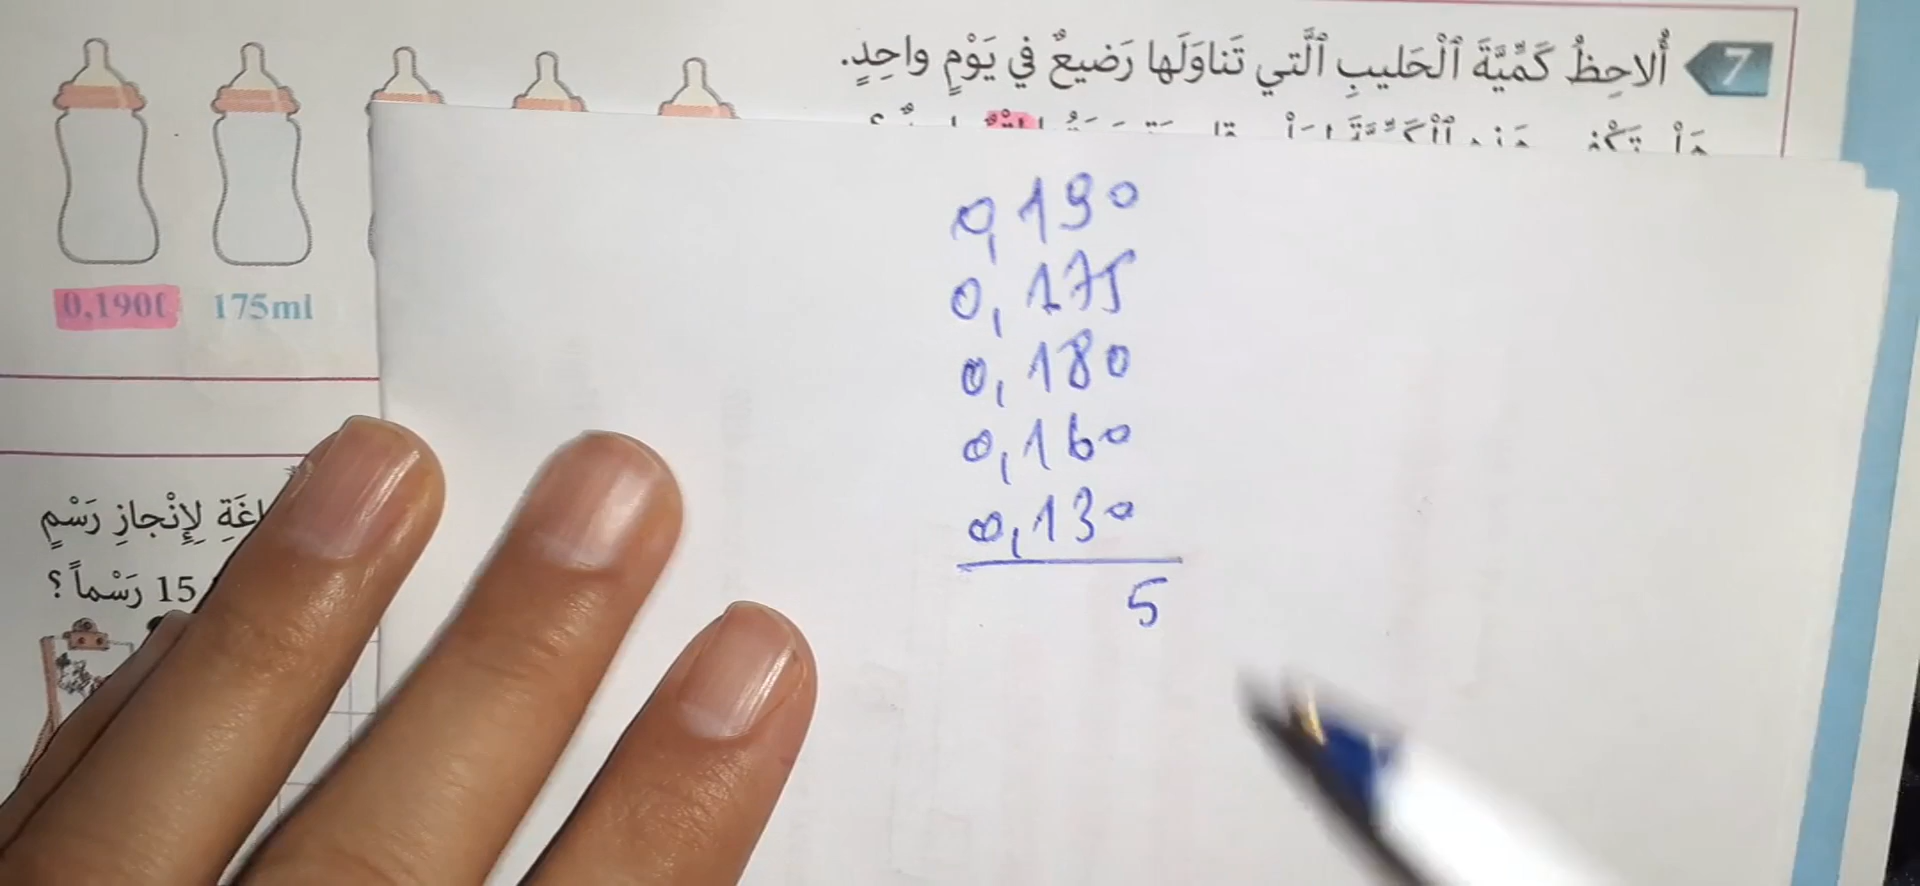 7 أُلاحِظُ كَمِّيَّةَ ٱلْحَليبِ ٱلَّتي تَناوَلَها رَضيعٌ في يَوْمٍ واحِدٍ.
0,190ℓ 175ml
0,190
0,175
0,180
0,160
0,130
5
لِإِنْجازِ رَسْمٍ
15 رَسْماً ؟